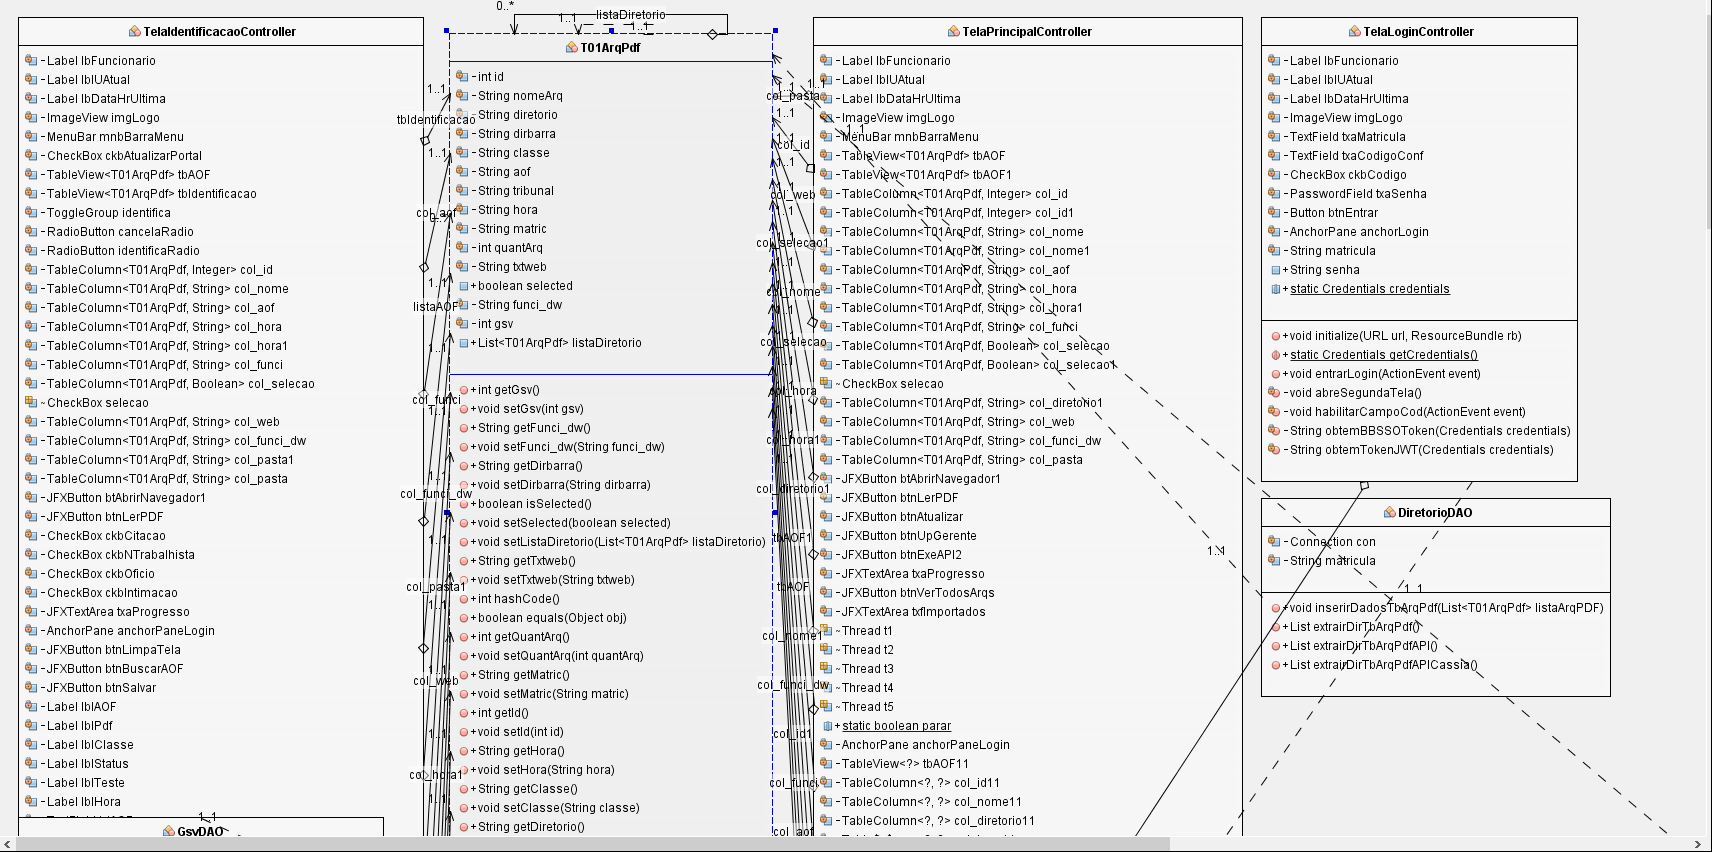 TelaIdentificacaoController
-Label lbFuncionario
-Label lblUAtual
-Label lbDataHrUltima
-ImageView imgLogo
-MenuBar mnbBarraMenu
-CheckBox ckbAtualizarPortal
-TableView<T01ArqPdf> tbAOF
-TableView<T01ArqPdf> tbIdentificacao
-ToggleGroup identifica
-RadioButton cancelaRadio
-RadioButton identificaRadio
-TableColumn<T01ArqPdf, Integer> col_id
-TableColumn<T01ArqPdf, String> col_nome
-TableColumn<T01ArqPdf, String> col_aof
-TableColumn<T01ArqPdf, String> col_hora
-TableColumn<T01ArqPdf, String> col_hora1
-TableColumn<T01ArqPdf, String> col_funci
-TableColumn<T01ArqPdf, Boolean> col_selecao
~CheckBox selecao
-TableColumn<T01ArqPdf, String> col_web
-TableColumn<T01ArqPdf, String> col_funci_dw
-TableColumn<T01ArqPdf, String> col_pasta1
-TableColumn<T01ArqPdf, String> col_pasta
-JFXButton btAbrirNavegador1
-JFXButton btnLerPDF
-CheckBox ckbCitacao
-CheckBox ckbNTrabalhista
-CheckBox ckbOficio
-CheckBox ckbIntimacao
-JFXTextArea txaProgresso
-AnchorPane anchorPaneLogin
-JFXButton btnLimpaTela
-JFXButton btnBuscarAOF
-JFXButton btnSalvar
-Label lblAOF
-Label lblPdf
-Label lblClasse
-Label lblStatus
-Label lblTeste
-Label lblHora
1..1
GsvDAO
0..*
1..1
listaDiretorio
1..1
1..1
tbIdentificacao
1..1
col_aof
1..1
listaAOF
1..1
col_funci
1..1
1..1
col_funci_dw
1..1
col_pasta1
1..1
1..1
col_web
1..1
col_hora1
1..1
T01ArqPdf
-int id
-String nomeArq
-String diretorio
-String dirbarra
-String classe
-String aof
-String tribunal
-String hora
-String matric
-int quantArq
-String txtweb
+boolean selected
-String funci_dw
-int gsv
+List<T01ArqPdf> listaDiretorio
+int getGsv()
+void setGsv(int gsv)
+String getFunci_dw()
+void setFunci_dw(String funci_dw)
+String getDirbarra()
+void setDirbarra(String dirbarra)
+boolean isSelected()
+void setSelected(boolean selected)
+void setListaDiretorio(List<T01ArqPdf> listaDiretorio)
+String getTxtweb()
+void setTxtweb(String txtweb)
+int hashCode()
+boolean equals(Object obj)
+int getQuantArq()
+void setQuantArq(int quantArq)
+String getMatric()
+void setMatric(String matric)
+int getId()
+void setId(int id)
+String getHora()
+void setHora(String hora)
+String getClasse()
+void setClasse(String classe)
+String getDiretorio()
1..1
col_pasta
1..1
1..1
col_id
1..1
col_web
col_selecao1
col_nome
col_selecao
col_hora
col_hora1
col_diretorio1
tbAOF1
tbAOF
col_nome1
col_funci_dw
col_id1
col_funci
col_aof
TelaPrincipalController
-Label lbFuncionario
-Label lblUAtual
-Label lbDataHrUltima
-ImageView imgLogo
-MenuBar mnbBarraMenu
-TableView<T01ArqPdf> tbAOF
-TableView<T01ArqPdf> tbAOF1
-TableColumn<T01ArqPdf, Integer> col_id
-TableColumn<T01ArqPdf, Integer> col_id1
-TableColumn<T01ArqPdf, String> col_nome
-TableColumn<T01ArqPdf, String> col_nome1
-TableColumn<T01ArqPdf, String> col_aof
-TableColumn<T01ArqPdf, String> col_hora
-TableColumn<T01ArqPdf, String> col_hora1
-TableColumn<T01ArqPdf, String> col_funci
-TableColumn<T01ArqPdf, Boolean> col_selecao
-TableColumn<T01ArqPdf, Boolean> col_selecao1
~CheckBox selecao
-TableColumn<T01ArqPdf, String> col_diretorio1
-TableColumn<T01ArqPdf, String> col_web
-TableColumn<T01ArqPdf, String> col_funci_dw
-TableColumn<T01ArqPdf, String> col_pasta
-JFXButton btAbrirNavegador1
-JFXButton btnLerPDF
-JFXButton btnAtualizar
-JFXButton btnUpGerente
-JFXButton btnExeAPI2
-JFXTextArea txaProgresso
-JFXButton btnVerTodosArqs
-JFXTextArea txfImportados
~Thread t1
~Thread t2
~Thread t3
~Thread t4
~Thread t5
+static boolean parar
-AnchorPane anchorPaneLogin
-TableView<?> tbAOF11
-TableColumn<?, ?> col_id11
-TableColumn<?, ?> col_nome11
-TableColumn<?, ?> col_diretorio11
1..1
TelaLoginController
-Label lbFuncionario
-Label lblUAtual
-Label lbDataHrUltima
-ImageView imgLogo
-TextField txaMatricula
-TextField txaCodigoConf
-CheckBox ckbCodigo
-PasswordField txaSenha
-Button btnEntrar
-AnchorPane anchorLogin
-String matricula
+String senha
+static Credentials credentials
+void initialize(URL url, ResourceBundle rb)
+static Credentials getCredentials()
+void entrarLogin(ActionEvent event)
-void abreSegundaTela()
-void habilitarCampoCod(ActionEvent event)
-String obtemBBSSOToken(Credentials credentials)
-String obtemTokenJWT(Credentials credentials)
DiretorioDAO
-Connection con
-String matricula
1..1
+void inserirDadosTbArqPdf(List<T01ArqPdf> listaArqPDF)
+List extrairDirTbArqPdf()
+List extrairDirTbArqPdfAPI()
+List extrairDirTbArqPdfAPICassia()